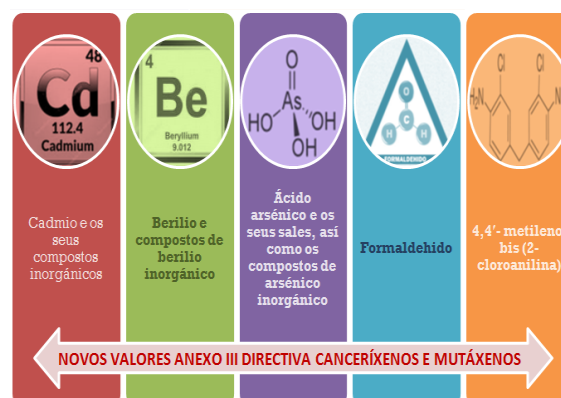 48
Cd
112.4
Cadmium
4
Be
Beryllium
9.012
O
As
HO
OH
OH
O
C
H
H
FORMALDEHIDO
Cl
Cl
H₂N
N
Cadmio e os
seus
compostos
inorgánicos
Berilio e
compostos de
berilio
inorgánico
Ácido
arsénico e os
seus sales, así
como os
compostos de
arsénico
inorgánico
Formaldehido
4,4′- metileno
bis (2-
cloroanilina)
NOVOS VALORES ANEXO III DIRECTIVA CANCERÍXENOS E MUTÁXENOS